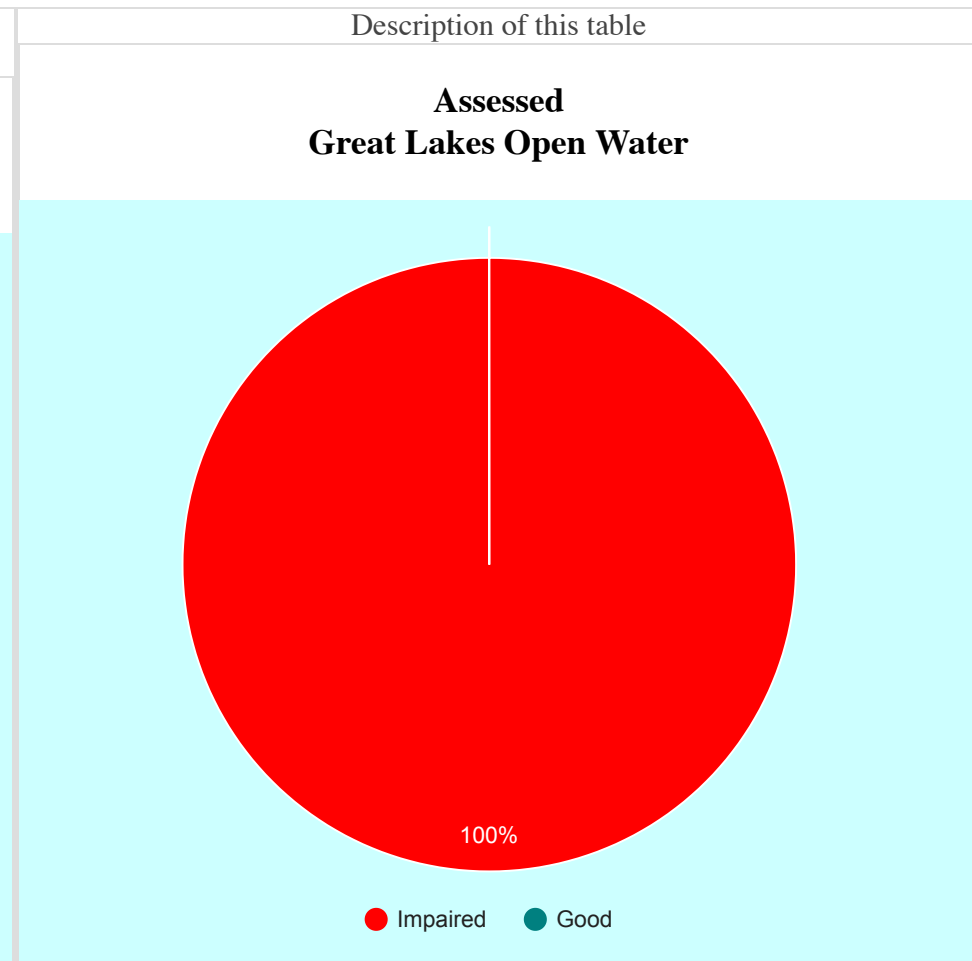 Description of this table
Assessed
Great Lakes Open Water
100%
Impaired Good